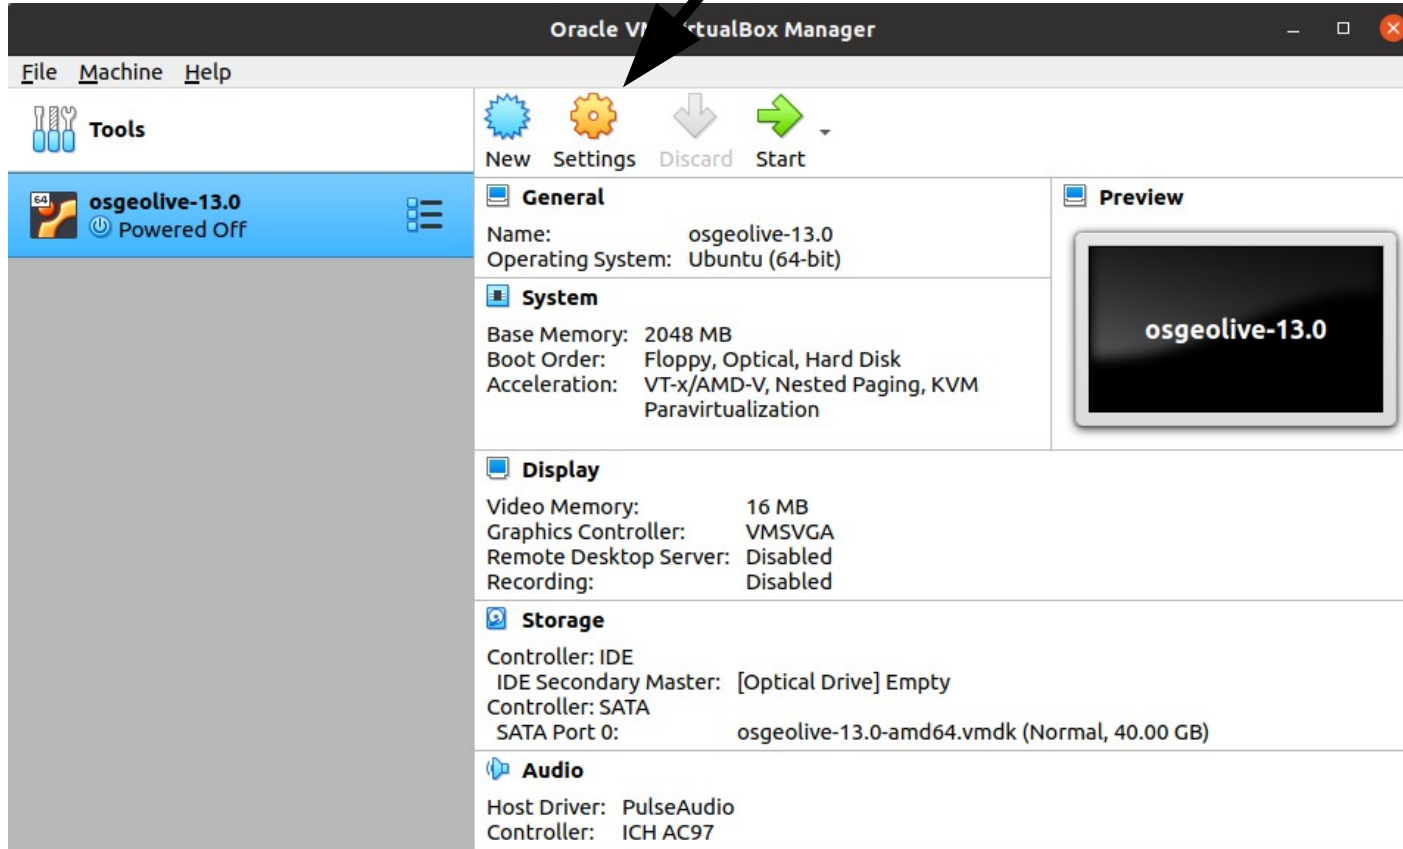 Oracle VM VirtualBox Manager
File Machine Help
Tools
New Settings Discard Start
64
osgeolive-13.0
Powered Off
General
Name: osgeolive-13.0
Operating System: Ubuntu (64-bit)
Preview
osgeolive-13.0
System
Base Memory: 2048 MB
Boot Order: Floppy, Optical, Hard Disk
Acceleration: VT-x/AMD-V, Nested Paging, KVM
Paravirtualization
Display
Video Memory: 16 MB
Graphics Controller: VMSVGA
Remote Desktop Server: Disabled
Recording: Disabled
Storage
Controller: IDE
IDE Secondary Master: [Optical Drive] Empty
Controller: SATA
SATA Port 0: osgeolive-13.0-amd64.vmdk (Normal, 40.00 GB)
Audio
Host Driver: PulseAudio
Controller: ICH AC97